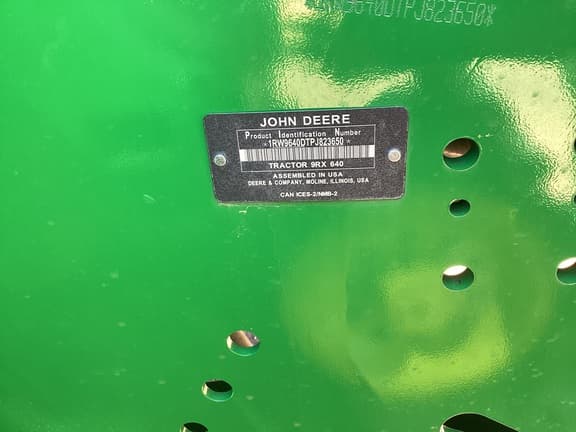 RW9640DTPJ823650*
JOHN DEERE
Product Identification Number
*1RW9640DTPJ823650*
TRACTOR 9RX 640
ASSEMBLED IN USA
DEERE & COMPANY, MOLINE, ILLINOIS, USA
CAN ICES-2/NMB-2